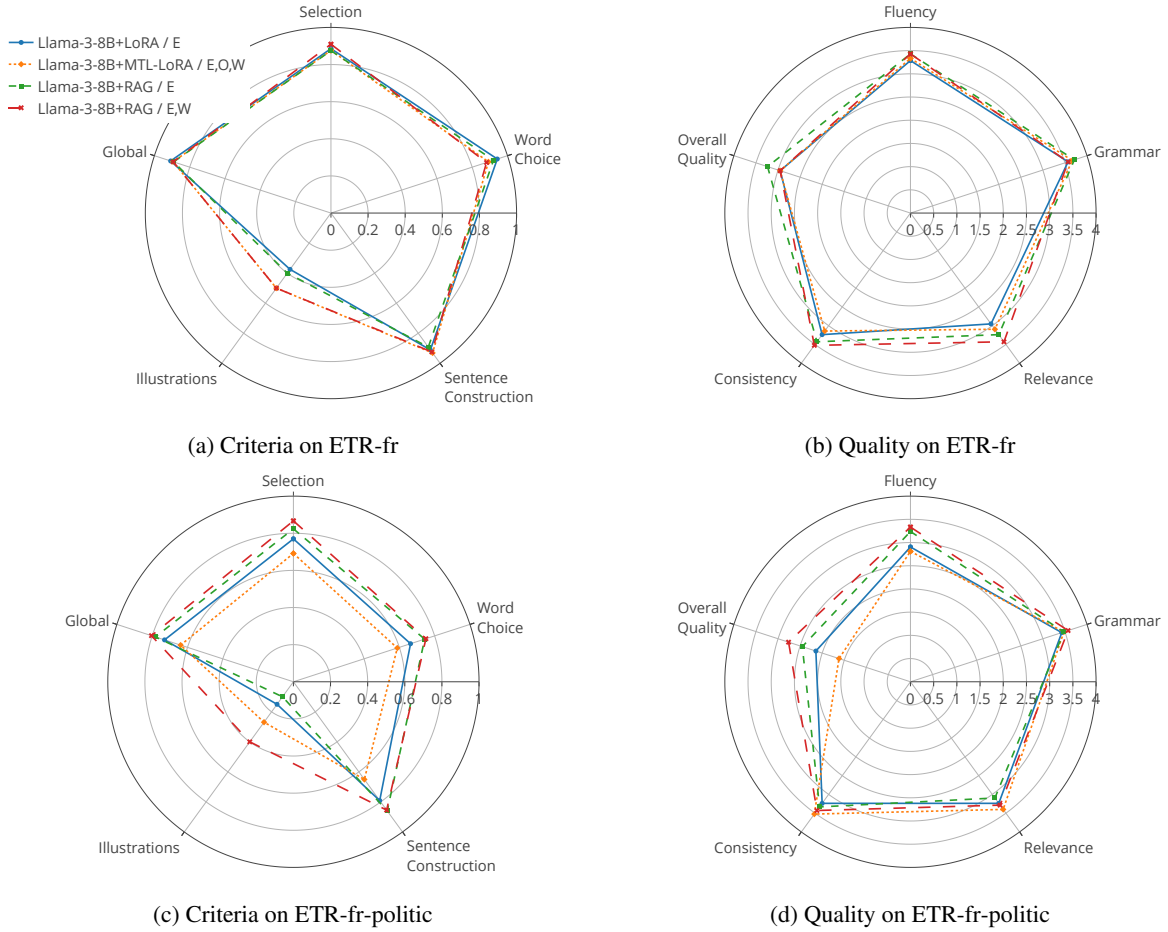 Selection
Llama-3-8B+LoRA / E
Llama-3-8B+MTL-LoRA / E,O,W
Llama-3-8B+RAG / E
Llama-3-8B+RAG / E,W
Word
Choice
Global
0 0.2 0.4 0.6 0.8 1
Illustrations
Sentence
Construction
(a) Criteria on ETR-fr
Fluency
Overall
Quality
Grammar
0 0.5 1 1.5 2 2.5 3 3.5 4
Consistency
Relevance
(b) Quality on ETR-fr
Selection
Word
Choice
Global
0 0.2 0.4 0.6 0.8 1
Illustrations
Sentence
Construction
(c) Criteria on ETR-fr-politic
Fluency
Overall
Quality
Grammar
0 0.5 1 1.5 2 2.5 3 3.5 4
Consistency
Relevance
(d) Quality on ETR-fr-politic